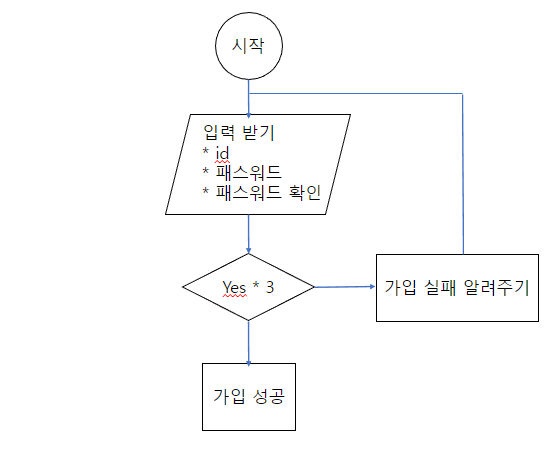 시작
입력 받기
* id
* 패스워드
* 패스워드 확인
Yes * 3
가입 실패 알려주기
가입 성공